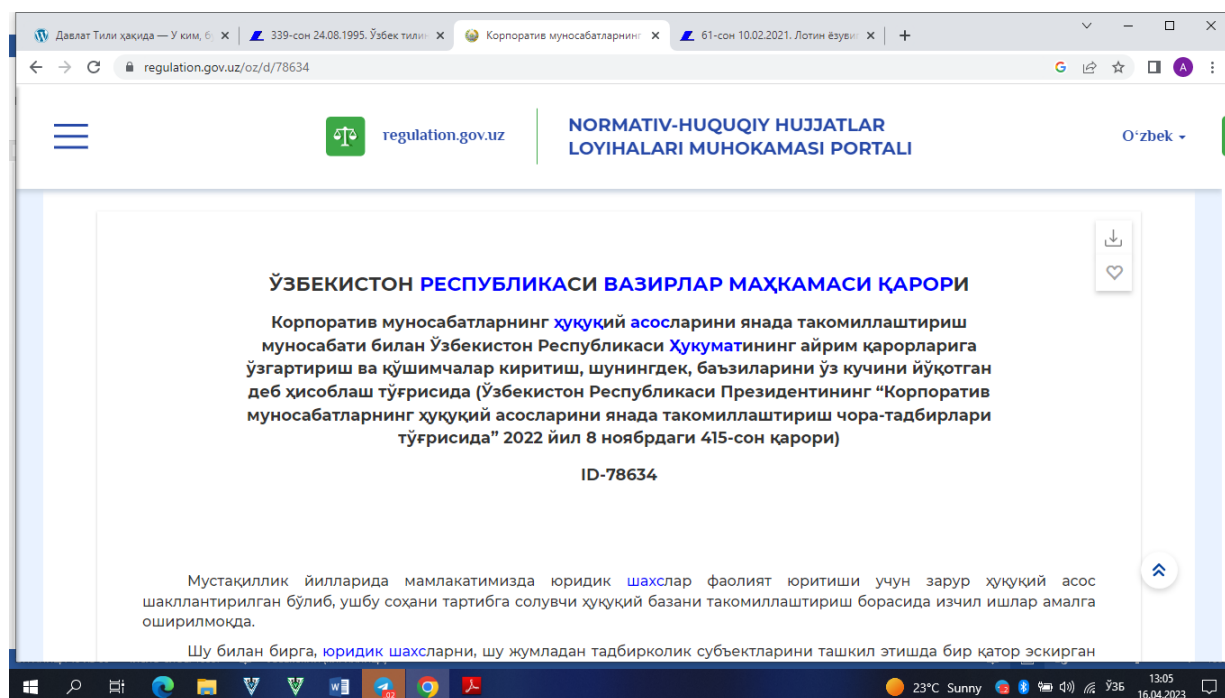 Давлат Тили ҳақида — У ким, б
339-сон 24.08.1995. Ўзбек тилин
Корпоратив муносабатларнинг
61-сон 10.02.2021. Лотин ёзуви
regulation.gov.uz/oz/d/78634
A
regulation.gov.uz
NORMATIV-HUQUQIY HUJJATLAR
LOYIHALARI MUHOKAMASI PORTALI
O‘zbek
ЎЗБЕКИСТОН РЕСПУБЛИКАСИ ВАЗИРЛАР МАҲКАМАСИ ҚАРОРИ
Корпоратив муносабатларнинг ҳуқуқий асосларини янада такомиллаштириш
муносабати билан Ўзбекистон Республикаси Ҳукуматининг айрим қарорларига
ўзгартириш ва қўшимчалар киритиш, шунингдек, баъзиларини ўз кучини йўқотган
деб ҳисоблаш тўғрисида (Ўзбекистон Республикаси Президентининг “Корпоратив
муносабатларнинг ҳуқуқий асосларини янада такомиллаштириш чора-тадбирлари
тўғрисида” 2022 йил 8 ноябрдаги 415-сон қарори)
ID-78634
Мустақиллик йилларида мамлакатимизда юридик шахслар фаолият юритиши учун зарур ҳуқуқий асос
шакллантирилган бўлиб, ушбу соҳани тартибга солувчи ҳуқуқий базани такомиллаштириш борасида изчил ишлар амалга
оширилмоқда.
Шу билан бирга, юридик шахсларни, шу жумладан тадбирколик субъектларини ташкил этишда бир қатор эскирган
23°C Sunny
ЎЗБ
13:05
16.04.2023